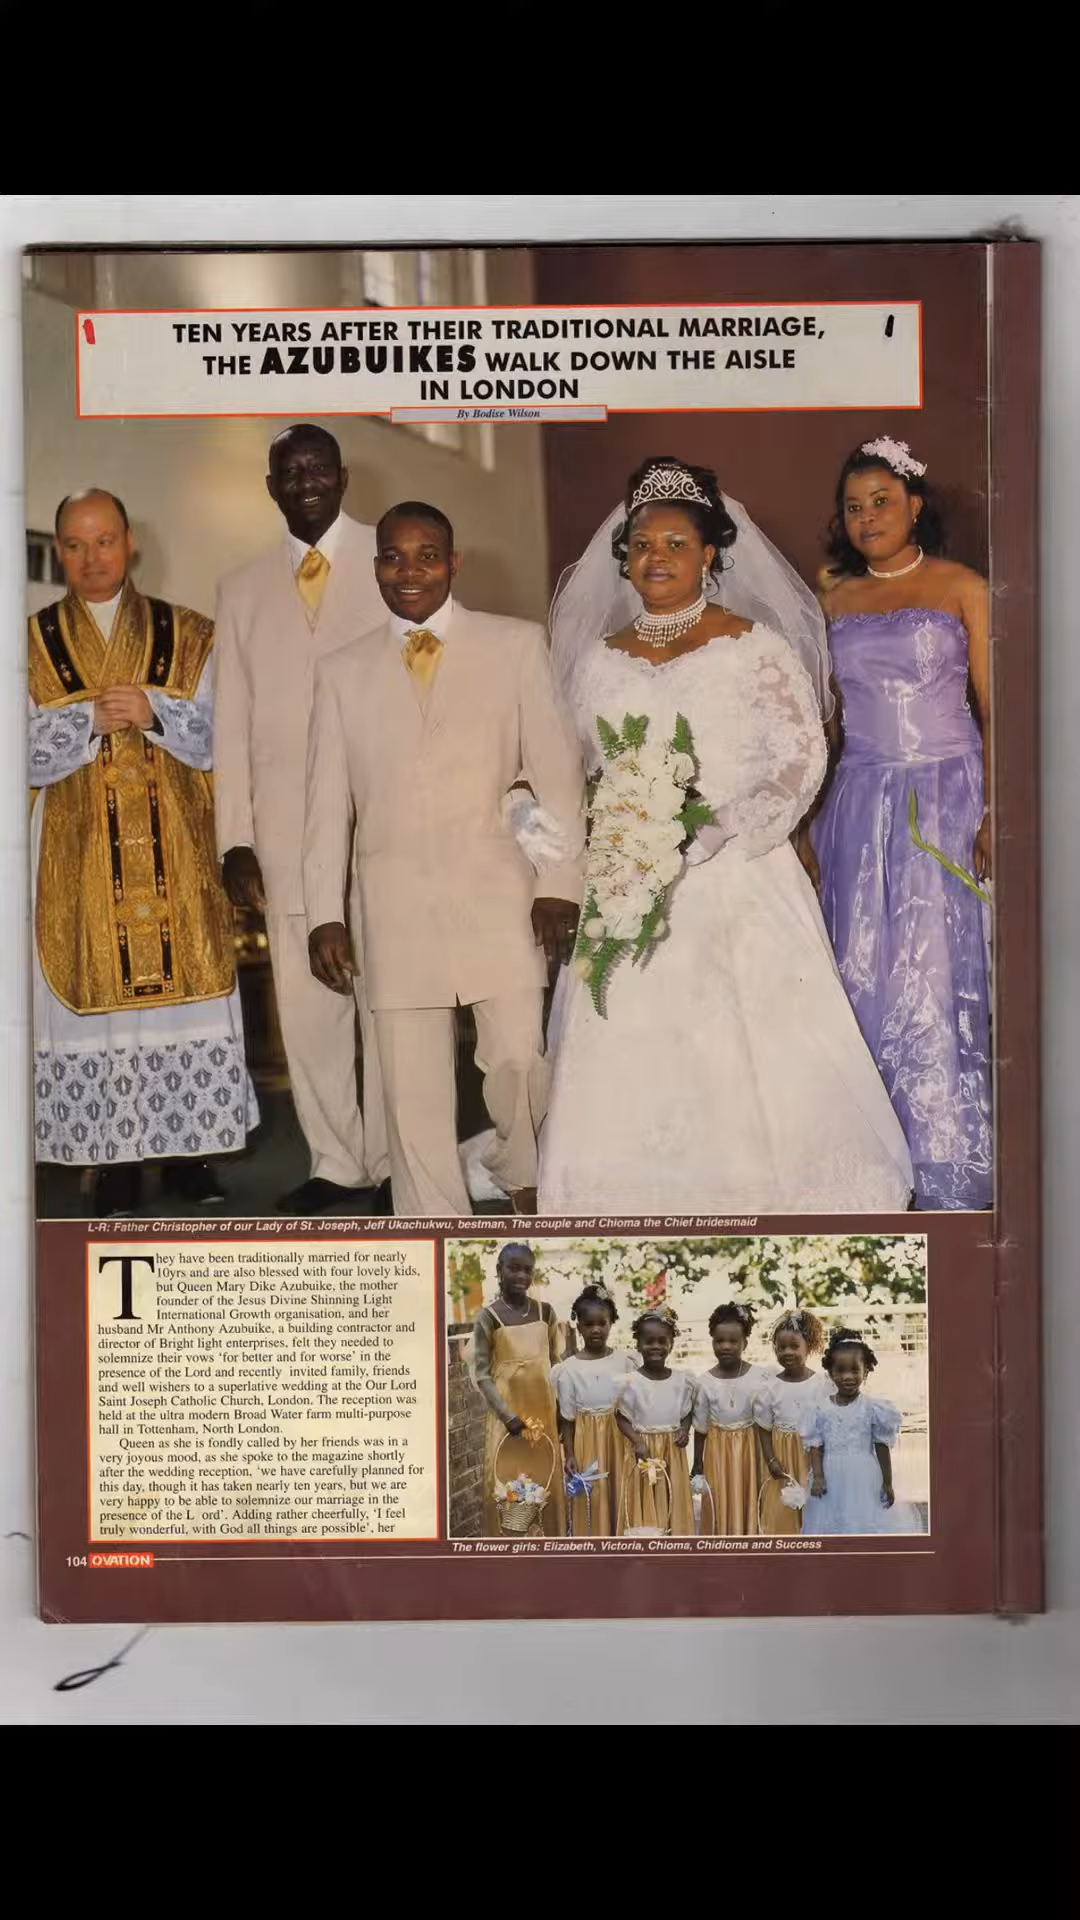 TEN YEARS AFTER THEIR TRADITIONAL MARRIAGE,
THE AZUBUIKES WALK DOWN THE AISLE
IN LONDON
By Bodise Wilson
L-R: Father Christopher of our Lady of St. Joseph, Jeff Ukachukwu, bestman, The couple and Chioma the Chief bridesmaid
They have been traditionally married for nearly
10yrs and are also blessed with four lovely kids,
but Queen Mary Dike Azubuike, the mother
founder of the Jesus Divine Shinning Light
International Growth organisation, and her
husband Mr Anthony Azubuike, a building contractor and
director of Bright light enterprises, felt they needed to
solemnize their vows 'for better and for worse' in the
presence of the Lord and recently invited family, friends
and well wishers to a superlative wedding at the Our Lord
Saint Joseph Catholic Church, London. The reception was
held at the ultra modern Broad Water farm multi-purpose
hall in Tottenham, North London.
Queen as she is fondly called by her friends was in a
very joyous mood, as she spoke to the magazine shortly
after the wedding reception, 'we have carefully planned for
this day, though it has taken nearly ten years, but we are
very happy to be able to solemnize our marriage in the
presence of the L ord'. Adding rather cheerfully, 'I feel
truly wonderful, with God all things are possible', her
The flower girls: Elizabeth, Victoria, Chioma, Chidioma and Success
104 OVATION